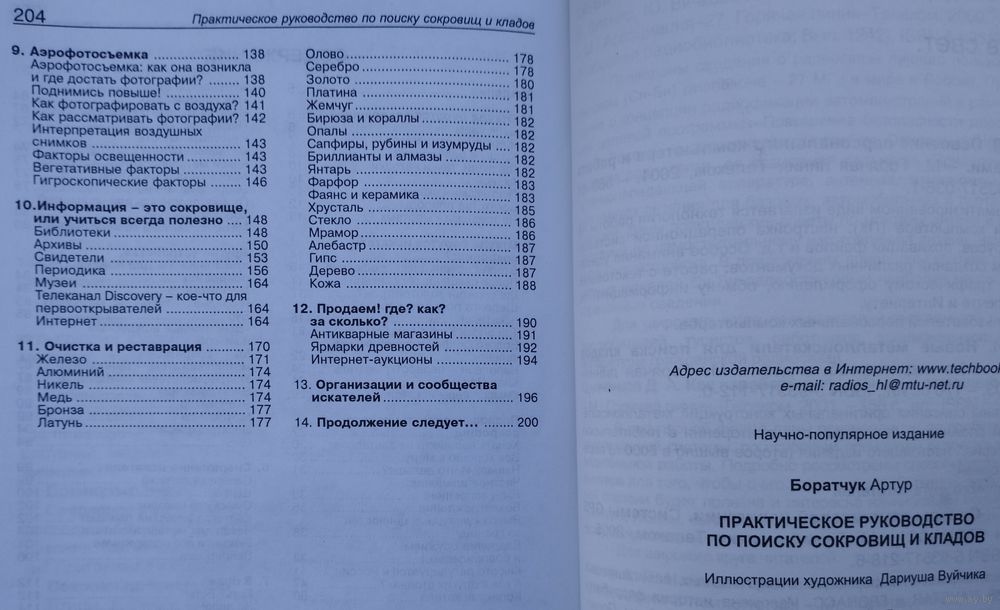 204
Практическое руководство по поиску сокровищ и кладов
9. Аэрофотосъемка ..................... 138
Аэрофотосъемка: как она возникла
и где достать фотографии? ........ 138
Поднимись повыше! .................. 140
Как фотографировать с воздуха? 141
Как рассматривать фотографии? 142
Интерпретация воздушных
снимков ..................................... 143
Факторы освещенности .............. 143
Вегетативные факторы ............... 143
Гигроскопические факторы ........ 146
10.Информация – это сокровище,
или учиться всегда полезно .... 148
Библиотеки ................................. 148
Архивы ........................................ 150
Свидетели ................................... 153
Периодика ................................... 156
Музеи .......................................... 164
Телеканал Discovery – кое-что для
первооткрывателей .................... 164
Интернет ..................................... 164
11. Очистка и реставрация .......... 170
Железо ........................................ 171
Алюминий .................................... 174
Никель ......................................... 174
Медь ............................................ 174
Бронза ......................................... 177
Латунь ......................................... 177
Олово .......................................... 178
Серебро ...................................... 178
Золото ......................................... 180
Платина ....................................... 181
Жемчуг ........................................ 181
Бирюза и кораллы ...................... 182
Опалы .......................................... 182
Сапфиры, рубины и изумруды .... 182
Бриллианты и алмазы ................. 182
Янтарь ......................................... 182
Фарфор ....................................... 183
Фаянс и керамика ....................... 183
Хрусталь ...................................... 185
Стекло ......................................... 186
Мрамор ....................................... 186
Алебастр ..................................... 187
Гипс ............................................. 187
Дерево ......................................... 187
Кожа ............................................ 188
12. Продаем! где? как?
за сколько? .............................. 190
Антикварные магазины .............. 191
Ярмарки древностей .................. 192
Интернет-аукционы .................... 194
13. Организации и сообщества
искателей ................................. 196
14. Продолжение следует... ........ 200
Адрес издательства в Интернет: www.techbook
e-mail: radios_hl@mtu-net.ru
Научно-популярное издание
Боратчук Артур
ПРАКТИЧЕСКОЕ РУКОВОДСТВО
ПО ПОИСКУ СОКРОВИЩ И КЛАДОВ
Иллюстрации художника Дариуша Вуйчика
www.ay.by